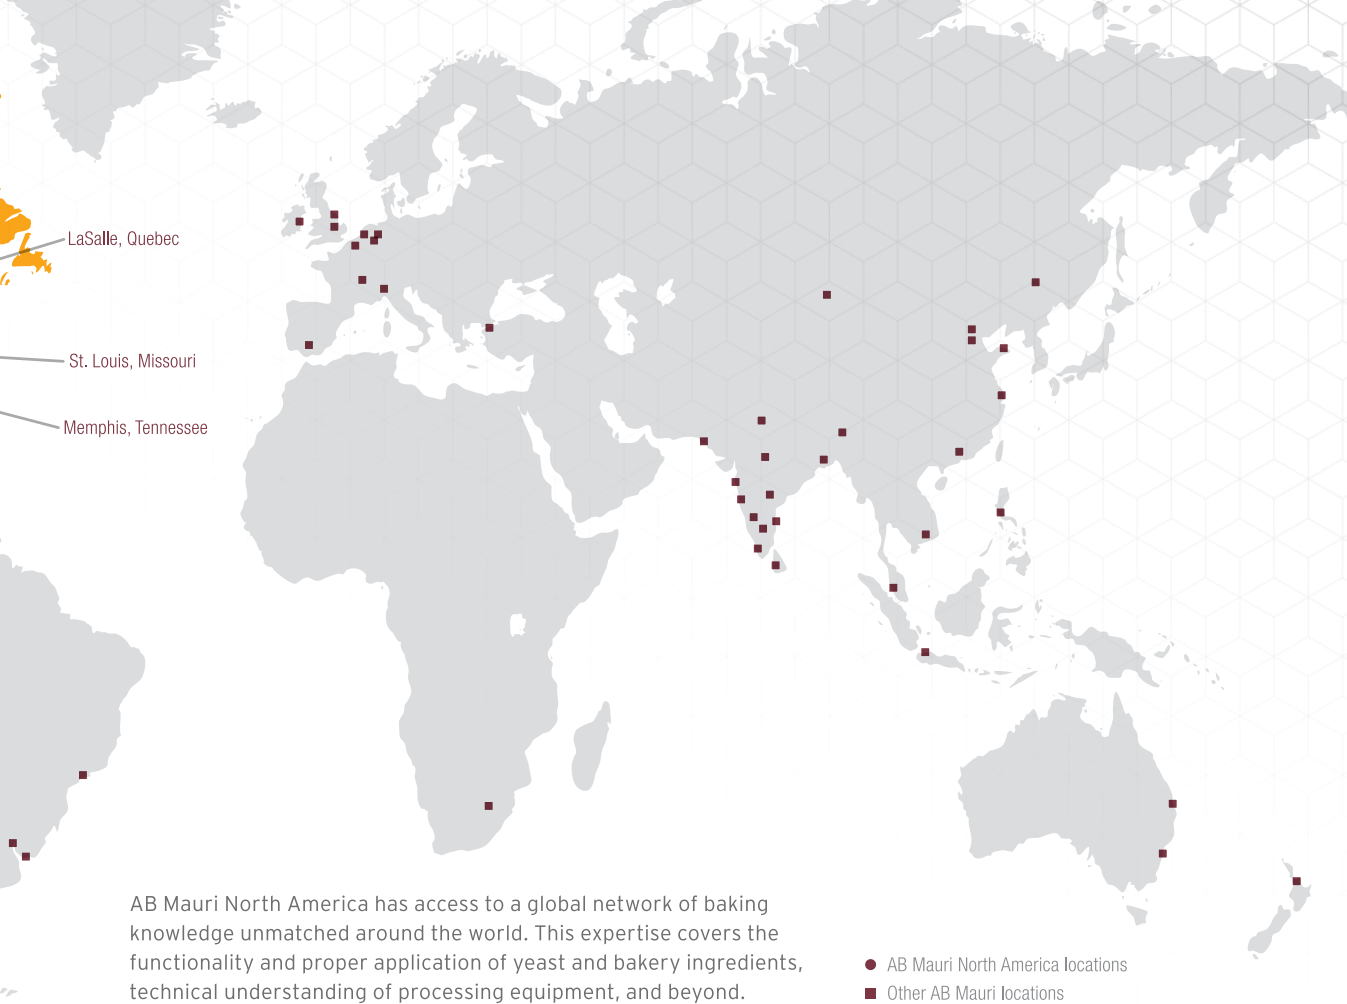 LaSalle, Quebec
St. Louis, Missouri
Memphis, Tennessee
AB Mauri North America has access to a global network of baking
knowledge unmatched around the world. This expertise covers the
functionality and proper application of yeast and bakery ingredients,
technical understanding of processing equipment, and beyond.
AB Mauri North America locations
Other AB Mauri locations